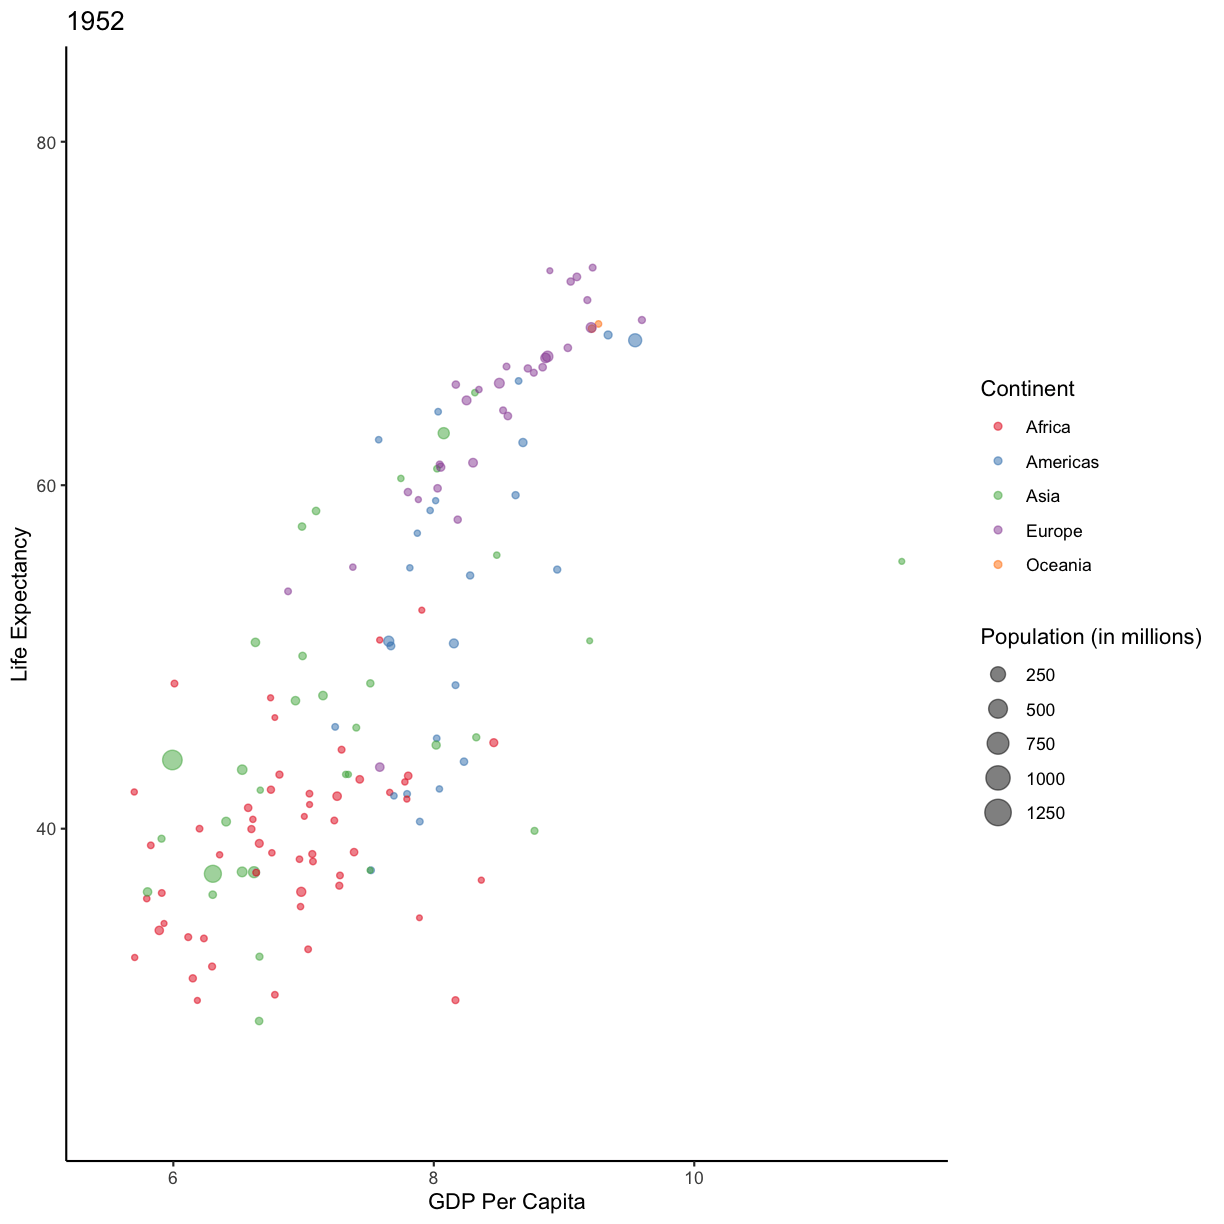 1952
80
60
40
Life Expectancy
6 8 10
GDP Per Capita
Continent
Africa
Americas
Asia
Europe
Oceania
Population (in millions)
250
500
750
1000
1250